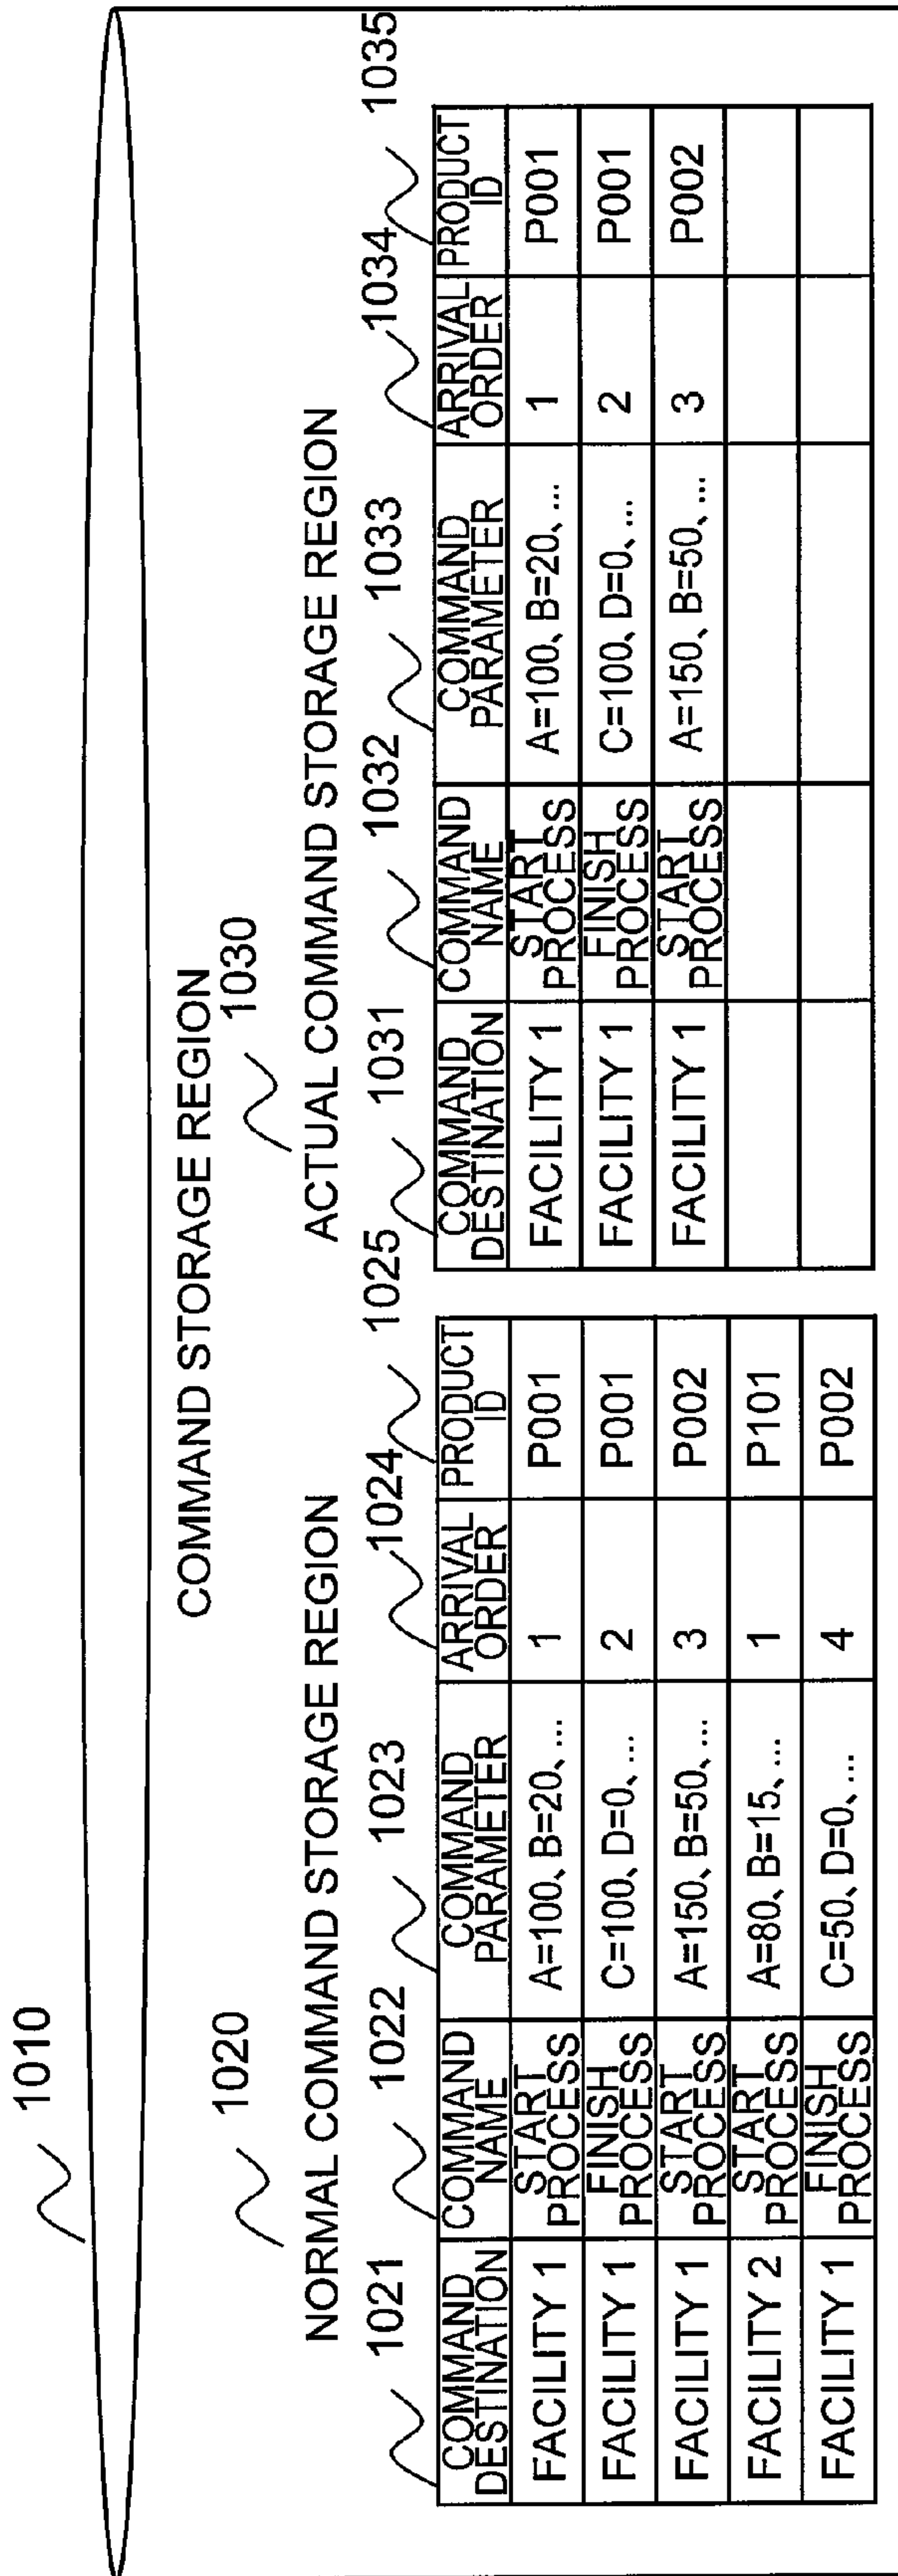 1010
COMMAND STORAGE REGION
1020
1030
NORMAL COMMAND STORAGE REGION
ACTUAL COMMAND STORAGE REGION
1021 1022 1023 1024 1025
COMMAND DESTINATION COMMAND NAME COMMAND PARAMETER ARRIVAL ORDER PRODUCT ID
FACILITY 1 START PROCESS A=100、B=20、... 1 P001
FACILITY 1 FINISH PROCESS C=100、D=0、... 2 P001
FACILITY 1 START PROCESS A=150、B=50、... 3 P002
FACILITY 2 START PROCESS A=80、B=15、... 1 P101
FACILITY 1 FINISH PROCESS C=50、D=0、... 4 P002
1031 1032 1033 1034 1035
COMMAND DESTINATION COMMAND NAME COMMAND PARAMETER ARRIVAL ORDER PRODUCT ID
FACILITY 1 START PROCESS A=100、B=20、... 1 P001
FACILITY 1 FINISH PROCESS C=100、D=0、... 2 P001
FACILITY 1 START PROCESS A=150、B=50、... 3 P002